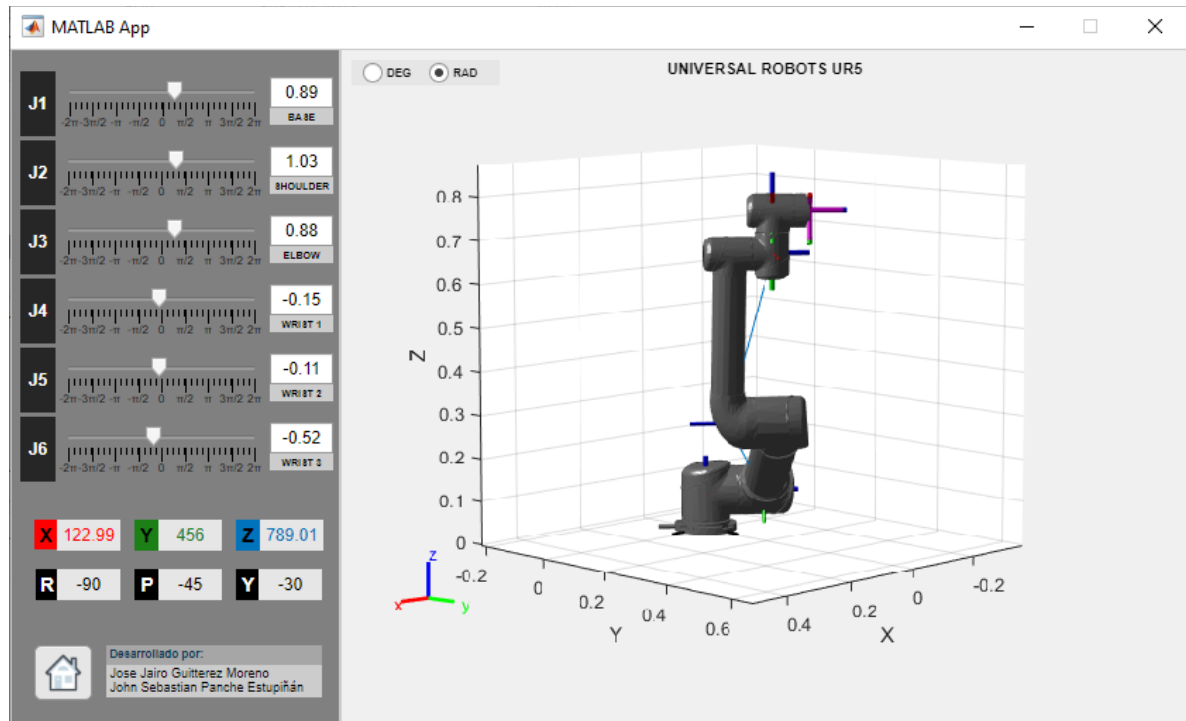 MATLAB App
DEG RAD
UNIVERSAL ROBOTS UR5
J1 0.89
-2π -3π/2 -π -π/2 0 π/2 π 3π/2 2π BASE
J2 1.03
-2π -3π/2 -π -π/2 0 π/2 π 3π/2 2π SHOULDER
J3 0.88
-2π -3π/2 -π -π/2 0 π/2 π 3π/2 2π ELBOW
J4 -0.15
-2π -3π/2 -π -π/2 0 π/2 π 3π/2 2π WRIST 1
J5 -0.11
-2π -3π/2 -π -π/2 0 π/2 π 3π/2 2π WRIST 2
J6 -0.52
-2π -3π/2 -π -π/2 0 π/2 π 3π/2 2π WRIST 3
X 122.99 Y 456 Z 789.01
R -90 P -45 Y -30
Desarrollado por:
Jose Jairo Guitterez Moreno
John Sebastian Panche Estupiñán
0.8
0.7
0.6
0.5
Z
0.4
0.3
0.2
0.1
0
-0.2 0 0.2 0.4 0.6
Y
0.4 0.2 0 -0.2
X
z
x y